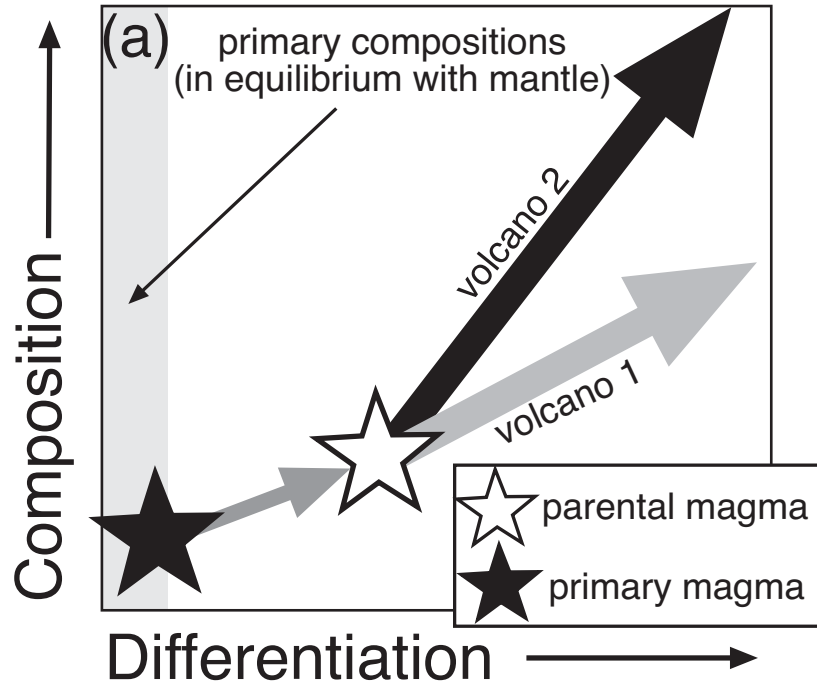 (a)
primary compositions
(in equilibrium with mantle)
volcano 2
volcano 1
parental magma
primary magma
Composition
Differentiation